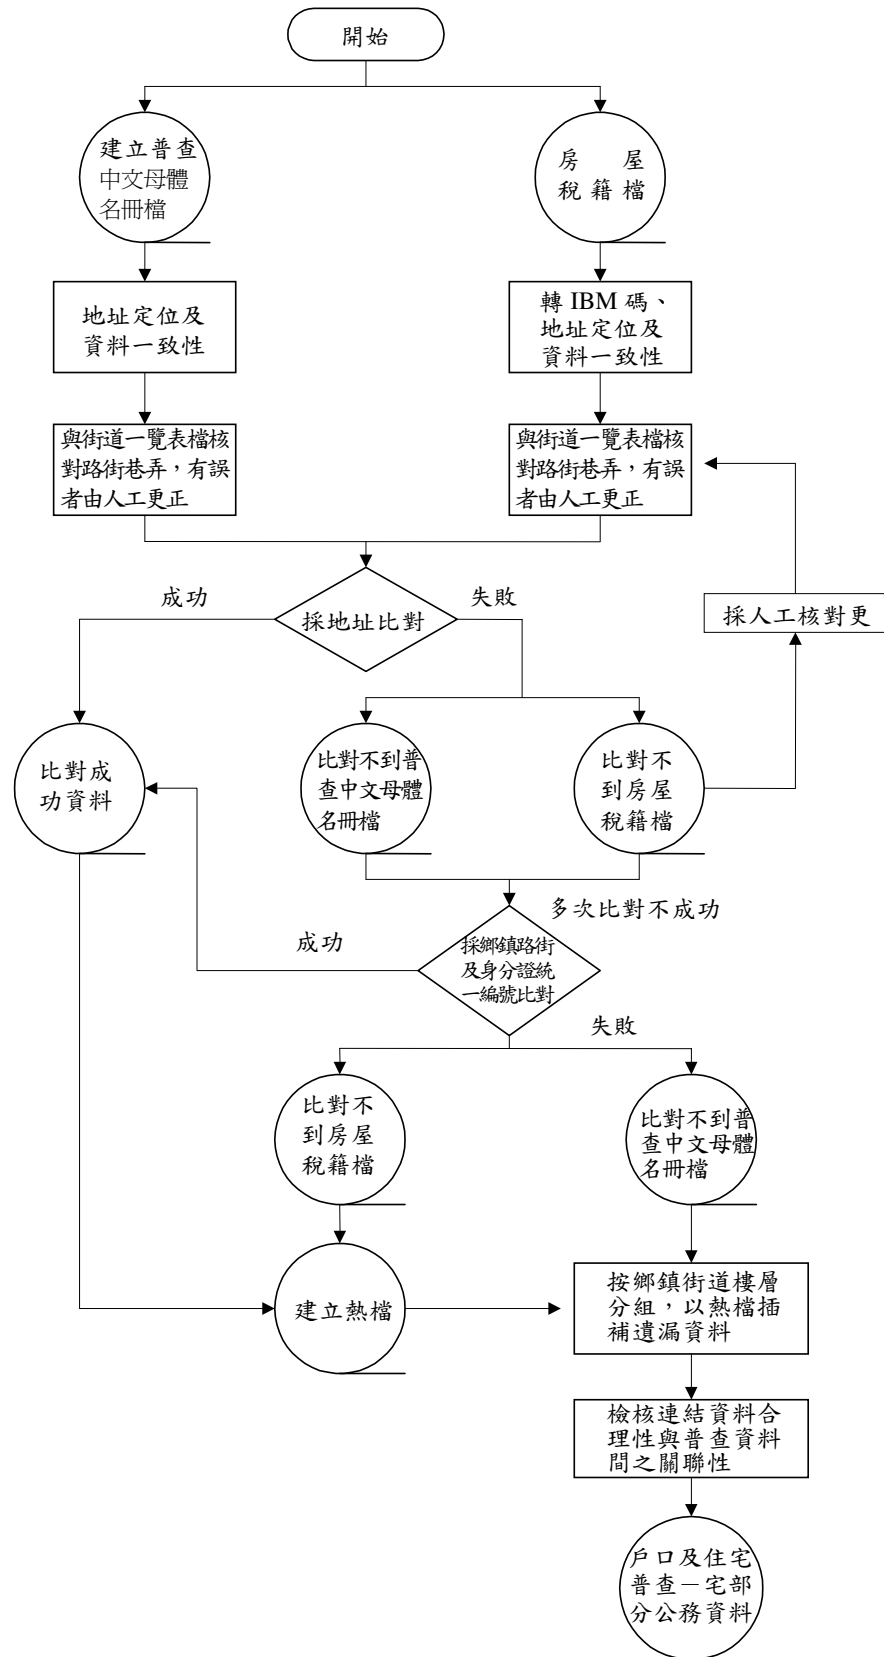 開始
建立普查
中文母體
名冊檔
房 屋
稅籍檔
地址定位及
資料一致性
轉 IBM 碼、
地址定位及
資料一致性
與街道一覽表檔核
對路街巷弄，有誤
者由人工更正
與街道一覽表檔核
對路街巷弄，有誤
者由人工更正
成功
採地址比對
失敗
採人工核對更
比對成
功資料
比對不到普
查中文母體
名冊檔
比對不
到房屋
稅籍檔
多次比對不成功
成功
採鄉鎮路街
及身分證統
一編號比對
失敗
比對不
到房屋
稅籍檔
比對不到普
查中文母體
名冊檔
建立熱檔
按鄉鎮街道樓層
分組，以熱檔插
補遺漏資料
檢核連結資料合
理性與普查資料
間之關聯性
戶口及住宅
普查－宅部
分公務資料